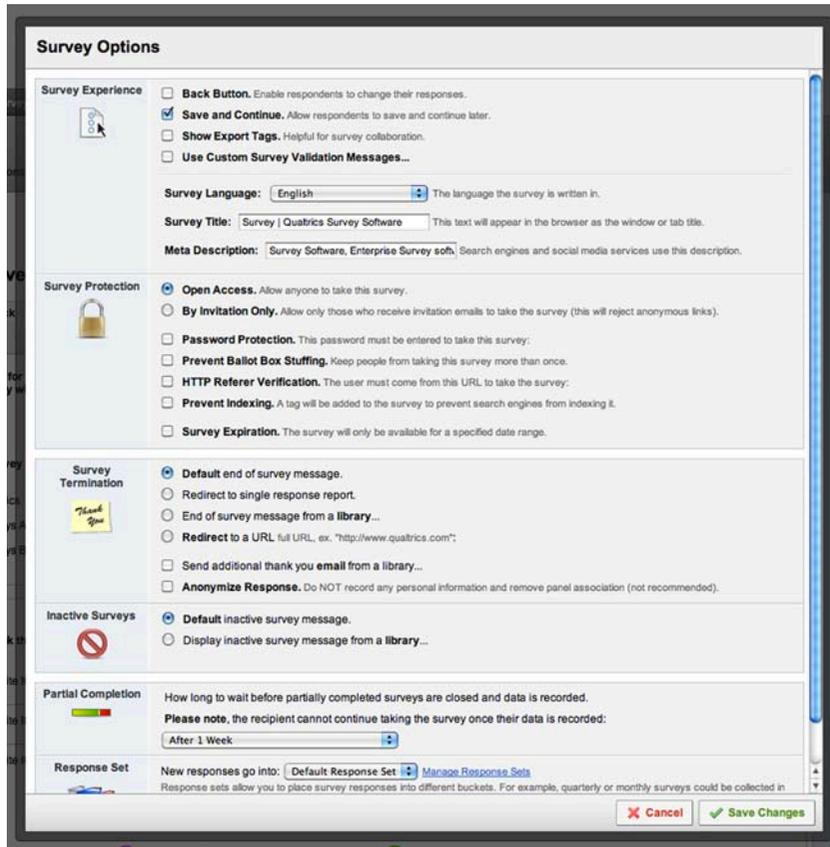 Survey Options
Survey Experience
Back Button. Enable respondents to change their responses.
Save and Continue. Allow respondents to save and continue later.
Show Export Tags. Helpful for survey collaboration.
Use Custom Survey Validation Messages...
Survey Language: English The language the survey is written in.
Survey Title: Survey | Qualtrics Survey Software This text will appear in the browser as the window or tab title.
Meta Description: Survey Software, Enterprise Survey soft Search engines and social media services use this description.
Survey Protection
Open Access. Allow anyone to take this survey.
By Invitation Only. Allow only those who receive invitation emails to take the survey (this will reject anonymous links).
Password Protection. This password must be entered to take this survey:
Prevent Ballot Box Stuffing. Keep people from taking this survey more than once.
HTTP Referer Verification. The user must come from this URL to take the survey:
Prevent Indexing. A tag will be added to the survey to prevent search engines from indexing it.
Survey Expiration. The survey will only be available for a specified date range.
Survey
Termination
Thank
You
Default end of survey message.
Redirect to single response report.
End of survey message from a library...
Redirect to a URL full URL, ex. "http://www.qualtrics.com":
Send additional thank you email from a library...
Anonymize Response. Do NOT record any personal information and remove panel association (not recommended).
Inactive Surveys
Default inactive survey message.
Display inactive survey message from a library...
Partial Completion
How long to wait before partially completed surveys are closed and data is recorded.
Please note, the recipient cannot continue taking the survey once their data is recorded:
After 1 Week
Response Set
New responses go into: Default Response Set Manage Response Sets
Response sets allow you to place survey responses into different buckets. For example, quarterly or monthly surveys could be collected in
Cancel Save Changes